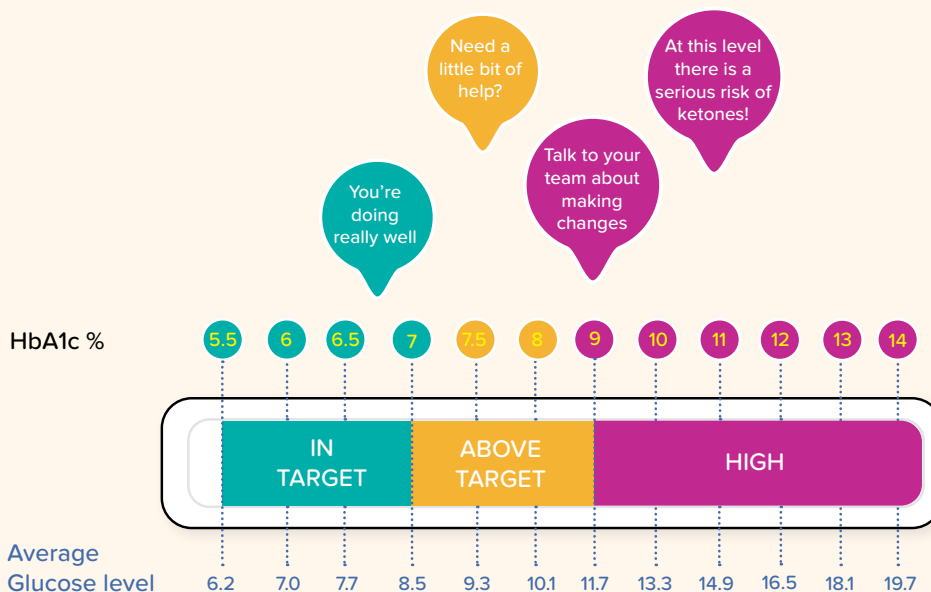 Need a
little bit of
help?
At this level
there is a
serious risk of
ketones!
You're
doing
really well
Talk to your
team about
making
changes
HbA1c %
5.5 6 6.5 7 7.5 8 9 10 11 12 13 14
IN
TARGET
ABOVE
TARGET
HIGH
Average
Glucose level
6.2 7.0 7.7 8.5 9.3 10.1 11.7 13.3 14.9 16.5 18.1 19.7